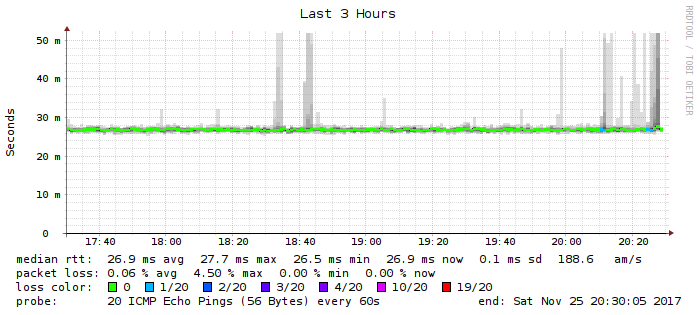 Last 3 Hours
RRDTOOL / TOBI OETIKER
Seconds
50 m
40 m
30 m
20 m
10 m
0
17:40 18:00 18:20 18:40 19:00 19:20 19:40 20:00 20:20
median rtt: 26.9 ms avg 27.7 ms max 26.5 ms min 26.9 ms now 0.1 ms sd 188.6 am/s
packet loss: 0.06 % avg 4.50 % max 0.00 % min 0.00 % now
loss color: 0 1/20 2/20 3/20 4/20 10/20 19/20
probe: 20 ICMP Echo Pings (56 Bytes) every 60s end: Sat Nov 25 20:30:05 2017